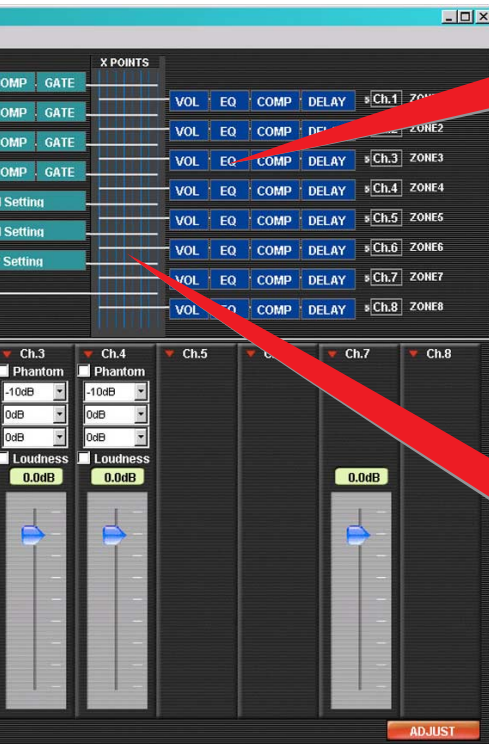 X POINTS
OMP GATE
VOL EQ COMP DELAY Ch.1
OMP GATE
VOL EQ COMP ZONE2
OMP GATE
VOL EQ COMP DELAY Ch.3 ZONE3
OMP GATE
VOL EQ COMP DELAY Ch.4 ZONE4
Setting
VOL EQ COMP DELAY Ch.5 ZONE5
Setting
VOL EQ COMP DELAY Ch.6 ZONE6
Setting
VOL EQ COMP DELAY Ch.7 ZONE7
VOL EQ COMP DELAY Ch.8 ZONE8
Ch.3 Ch.4 Ch.5 Ch.7 Ch.8
Phantom Phantom
-10dB -10dB
0dB 0dB
0dB 0dB
Loudness Loudness
0.0dB 0.0dB 0.0dB
ADJUST